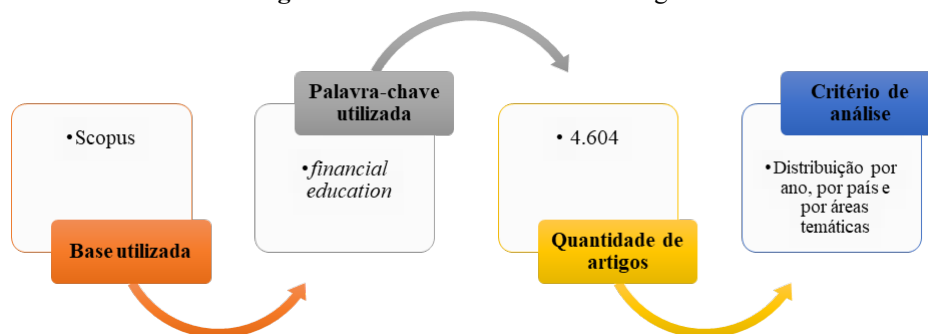 Palavra-chave
utilizada
Critério de
análise
•Scopus
•financial
education
•4.604
•Distribuição por
ano, por país e
por áreas
temáticas
Base utilizada
Quantidade de
artigos